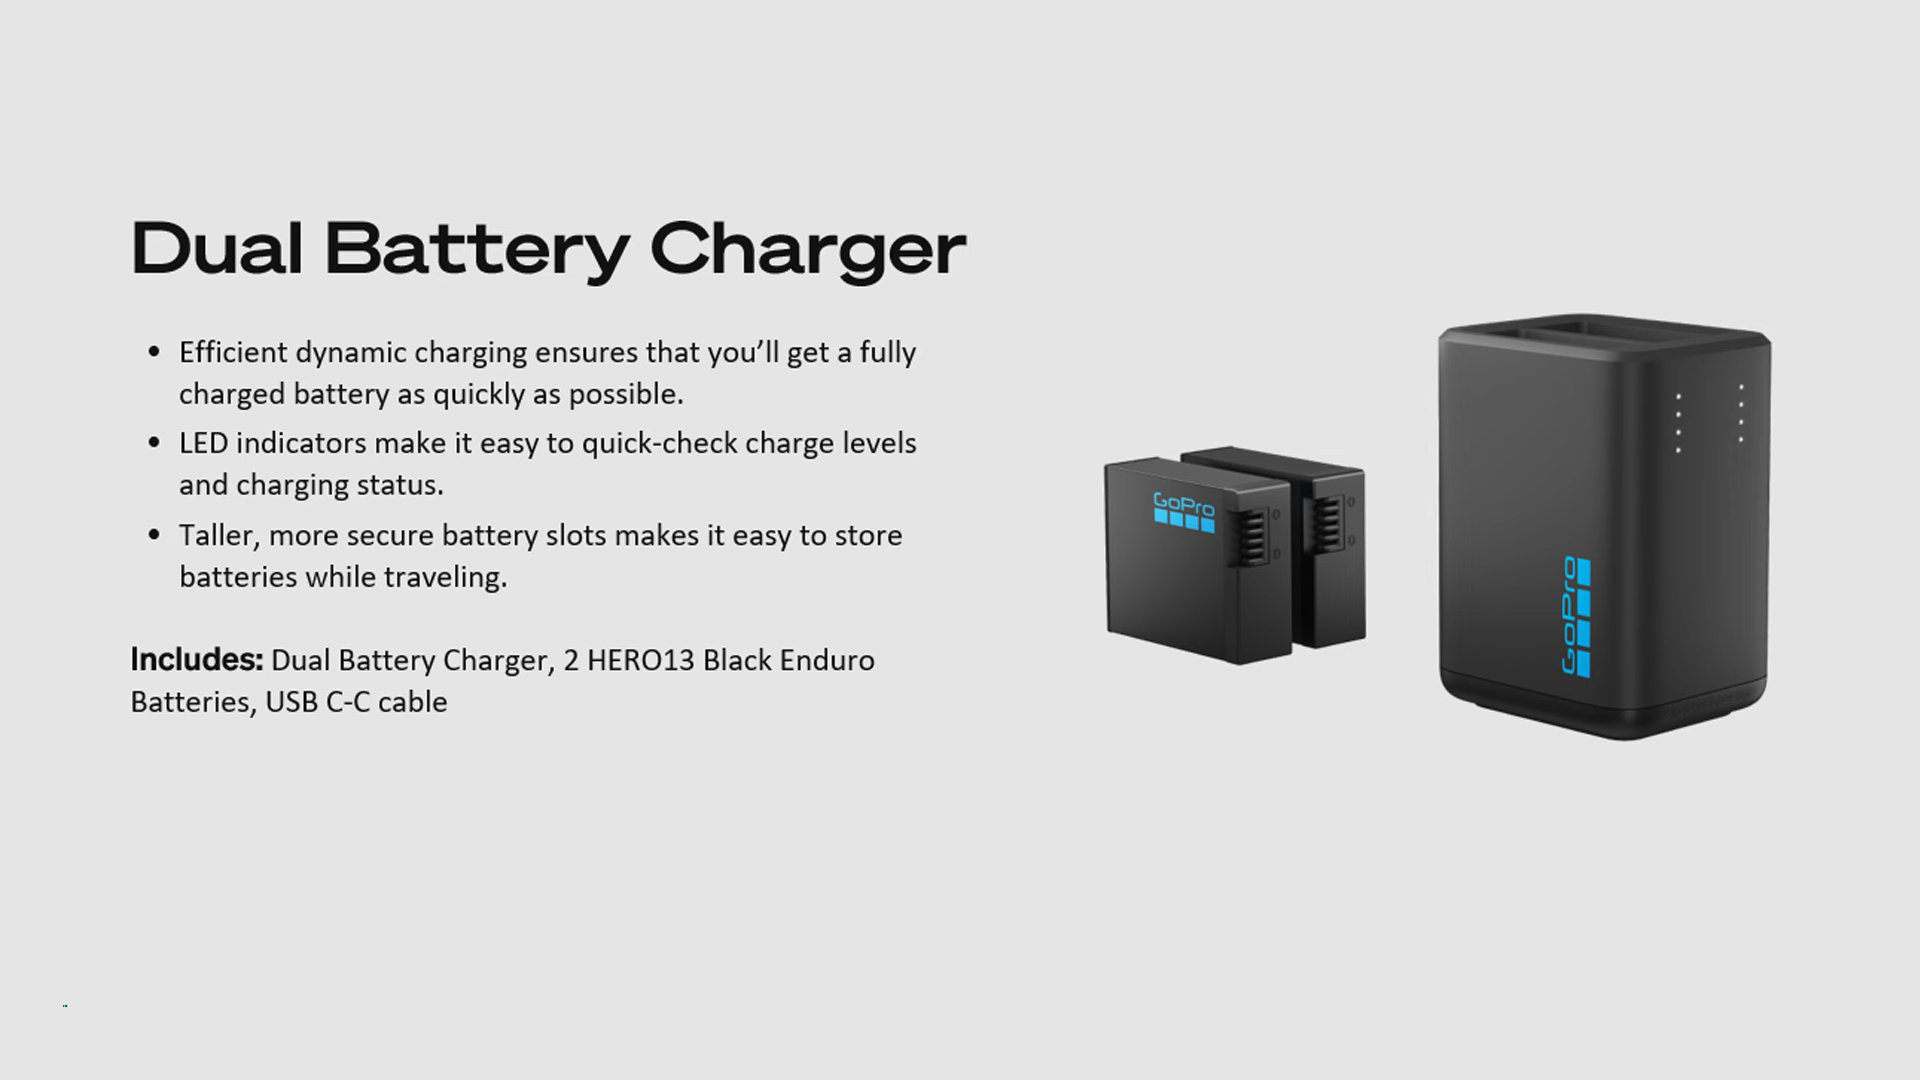 Dual Battery Charger
• Efficient dynamic charging ensures that you’ll get a fully
charged battery as quickly as possible.
• LED indicators make it easy to quick-check charge levels
and charging status.
• Taller, more secure battery slots makes it easy to store
batteries while traveling.
Includes: Dual Battery Charger, 2 HERO13 Black Enduro
Batteries, USB C-C cable
GoPro
GoPro